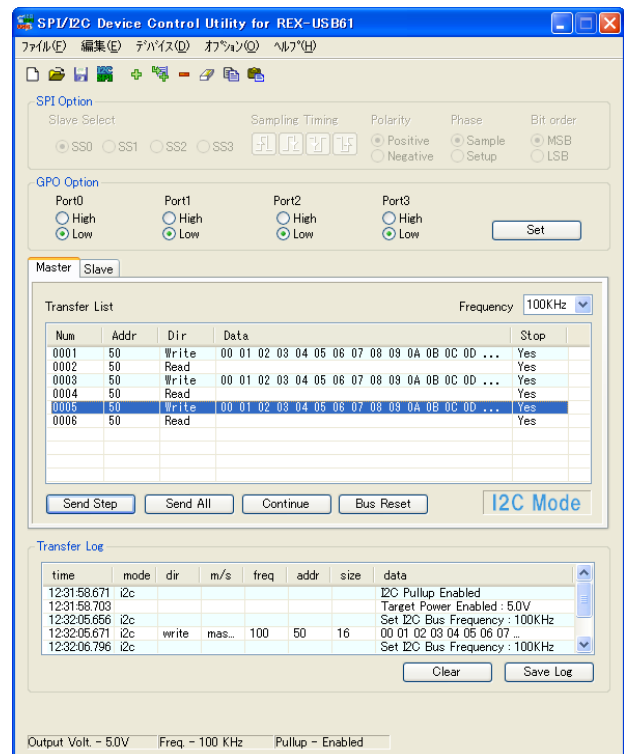 SPI/I2C Device Control Utility for REX-USB61
ファイル(F) 編集(E) デバイス(D) オプション(O) ヘルプ(H)
SPI Option
Slave Select Sampling Timing Polarity Phase Bit order
SS0 SS1 SS2 SS3 Positive Sample MSB
Negative Setup LSB
GPO Option
Port0 Port1 Port2 Port3
High High High High
Low Low Low Low Set
Master Slave
Transfer List Frequency 100KHz
Num Addr Dir Data Stop
0001 50 Write 00 01 02 03 04 05 06 07 08 09 0A 0B 0C 0D ... Yes
0002 50 Read Yes
0003 50 Write 00 01 02 03 04 05 06 07 08 09 0A 0B 0C 0D ... Yes
0004 50 Read Yes
0005 50 Write 00 01 02 03 04 05 06 07 08 09 0A 0B 0C 0D ... Yes
0006 50 Read Yes
Send Step Send All Continue Bus Reset I2C Mode
Transfer Log
time mode dir m/s freq addr size data
12:31:58.671 i2c I2C Pullup Enabled
12:31:58.703 Target Power Enabled : 5.0V
12:32:05.656 i2c Set I2C Bus Frequency : 100KHz
12:32:05.671 i2c write mas... 100 50 16 00 01 02 03 04 05 06 07 ...
12:32:06.796 i2c Set I2C Bus Frequency : 100KHz
Clear Save Log
Output Volt. - 5.0V Freq. - 100 KHz Pullup - Enabled